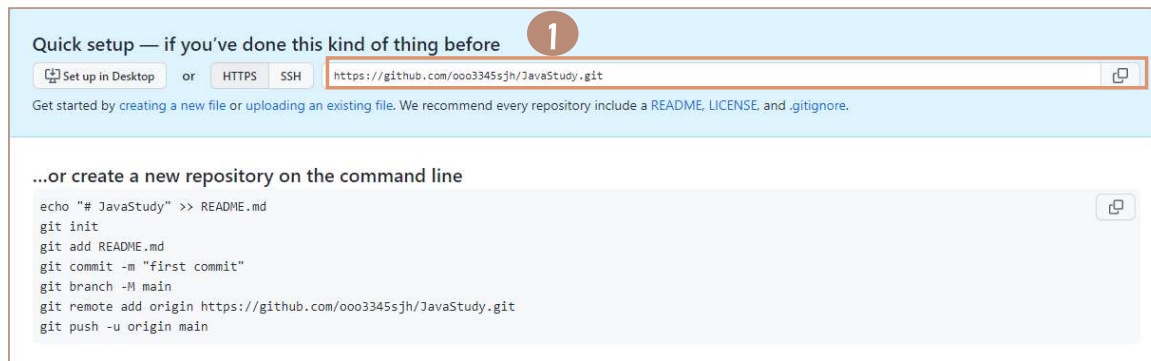 Quick setup — if you've done this kind of thing before
1
Set up in Desktop or HTTPS SSH https://github.com/ooo3345sjh/JavaStudy.git
Get started by creating a new file or uploading an existing file. We recommend every repository include a README, LICENSE, and .gitignore.
...or create a new repository on the command line
echo "# JavaStudy" >> README.md
git init
git add README.md
git commit -m "first commit"
git branch -M main
git remote add origin https://github.com/ooo3345sjh/JavaStudy.git
git push -u origin main